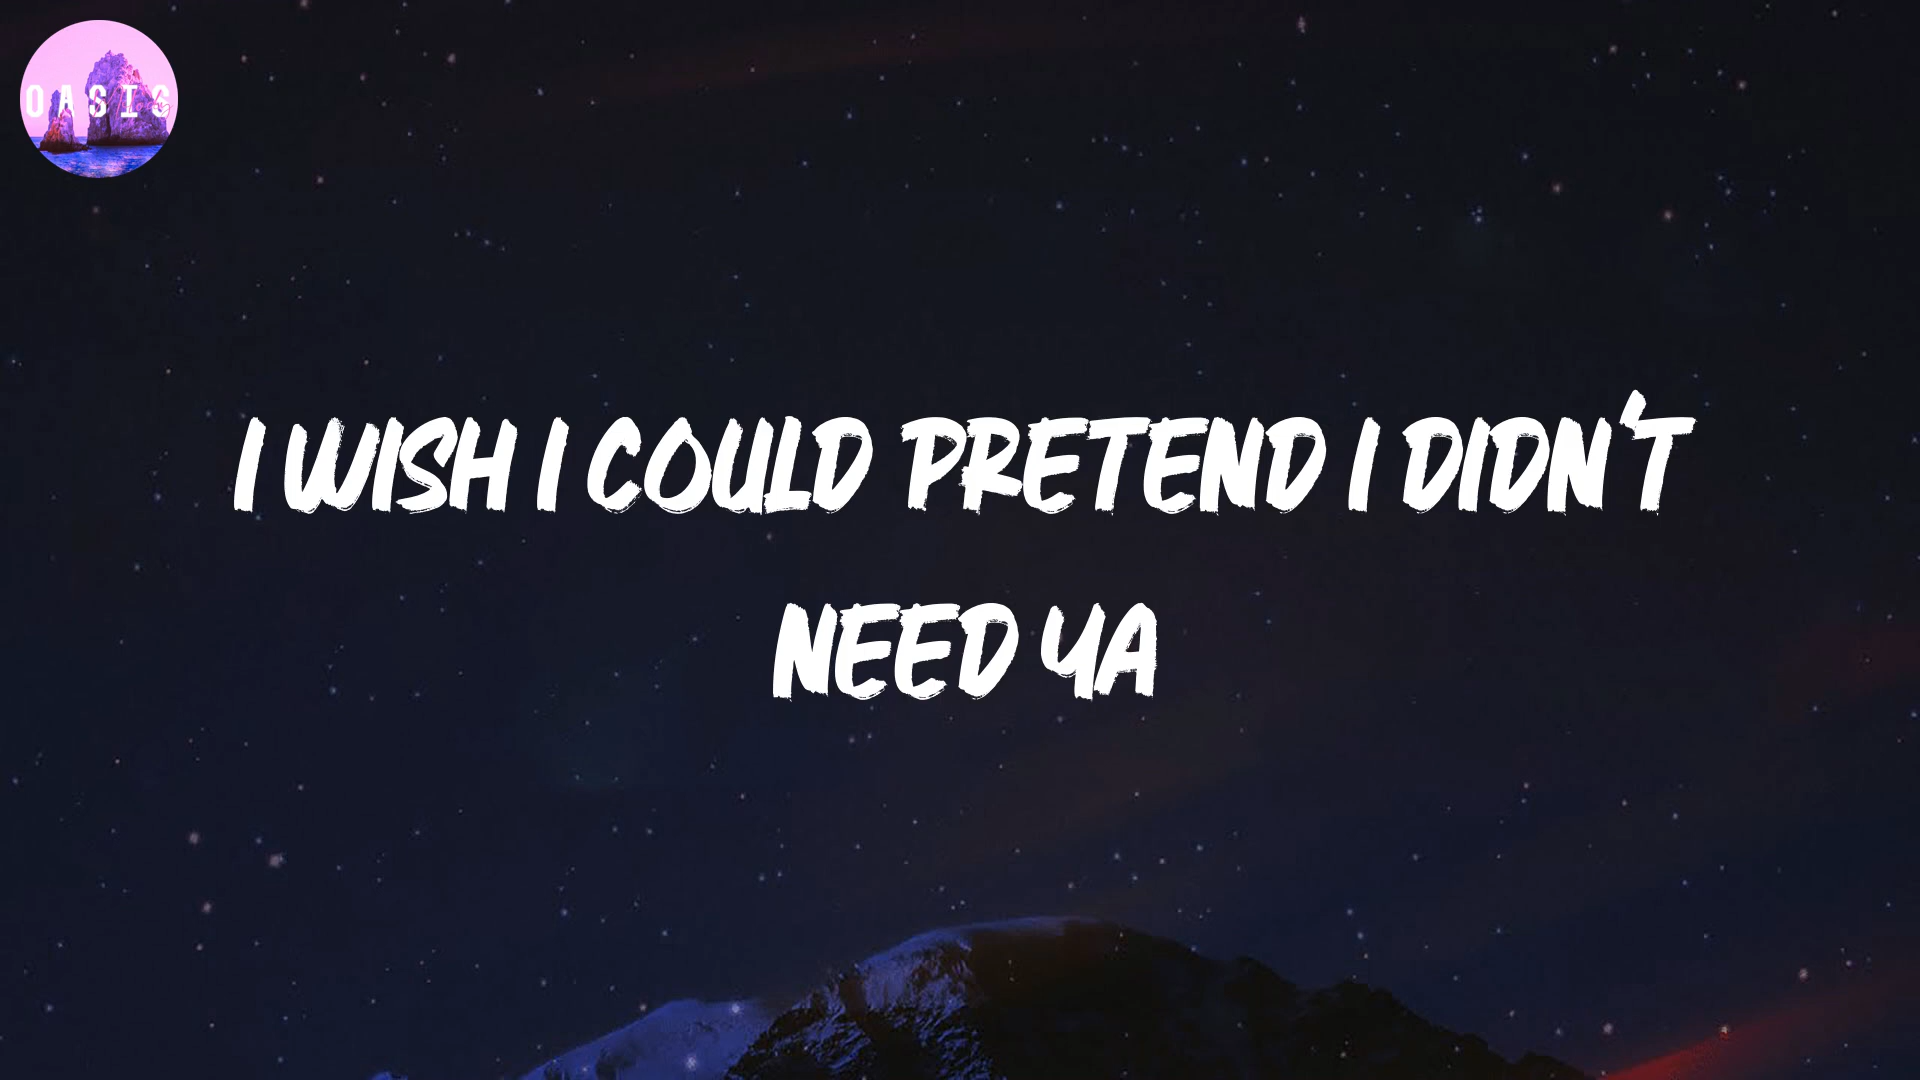 OASIS
I WISH I COULD PRETEND I DIDN'T
NEED YA